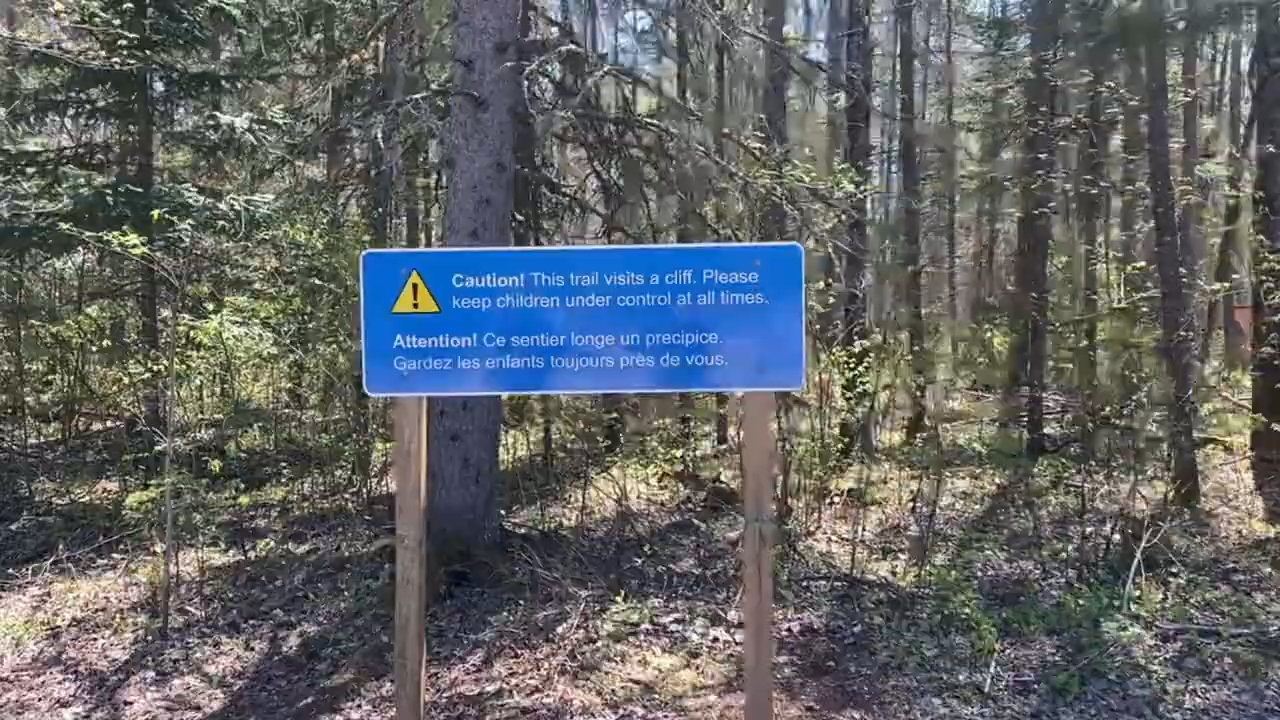 Caution! This trail visits a cliff. Please
keep children under control at all times.
Attention! Ce sentier longe un precipice.
Gardez les enfants toujours près de vous.